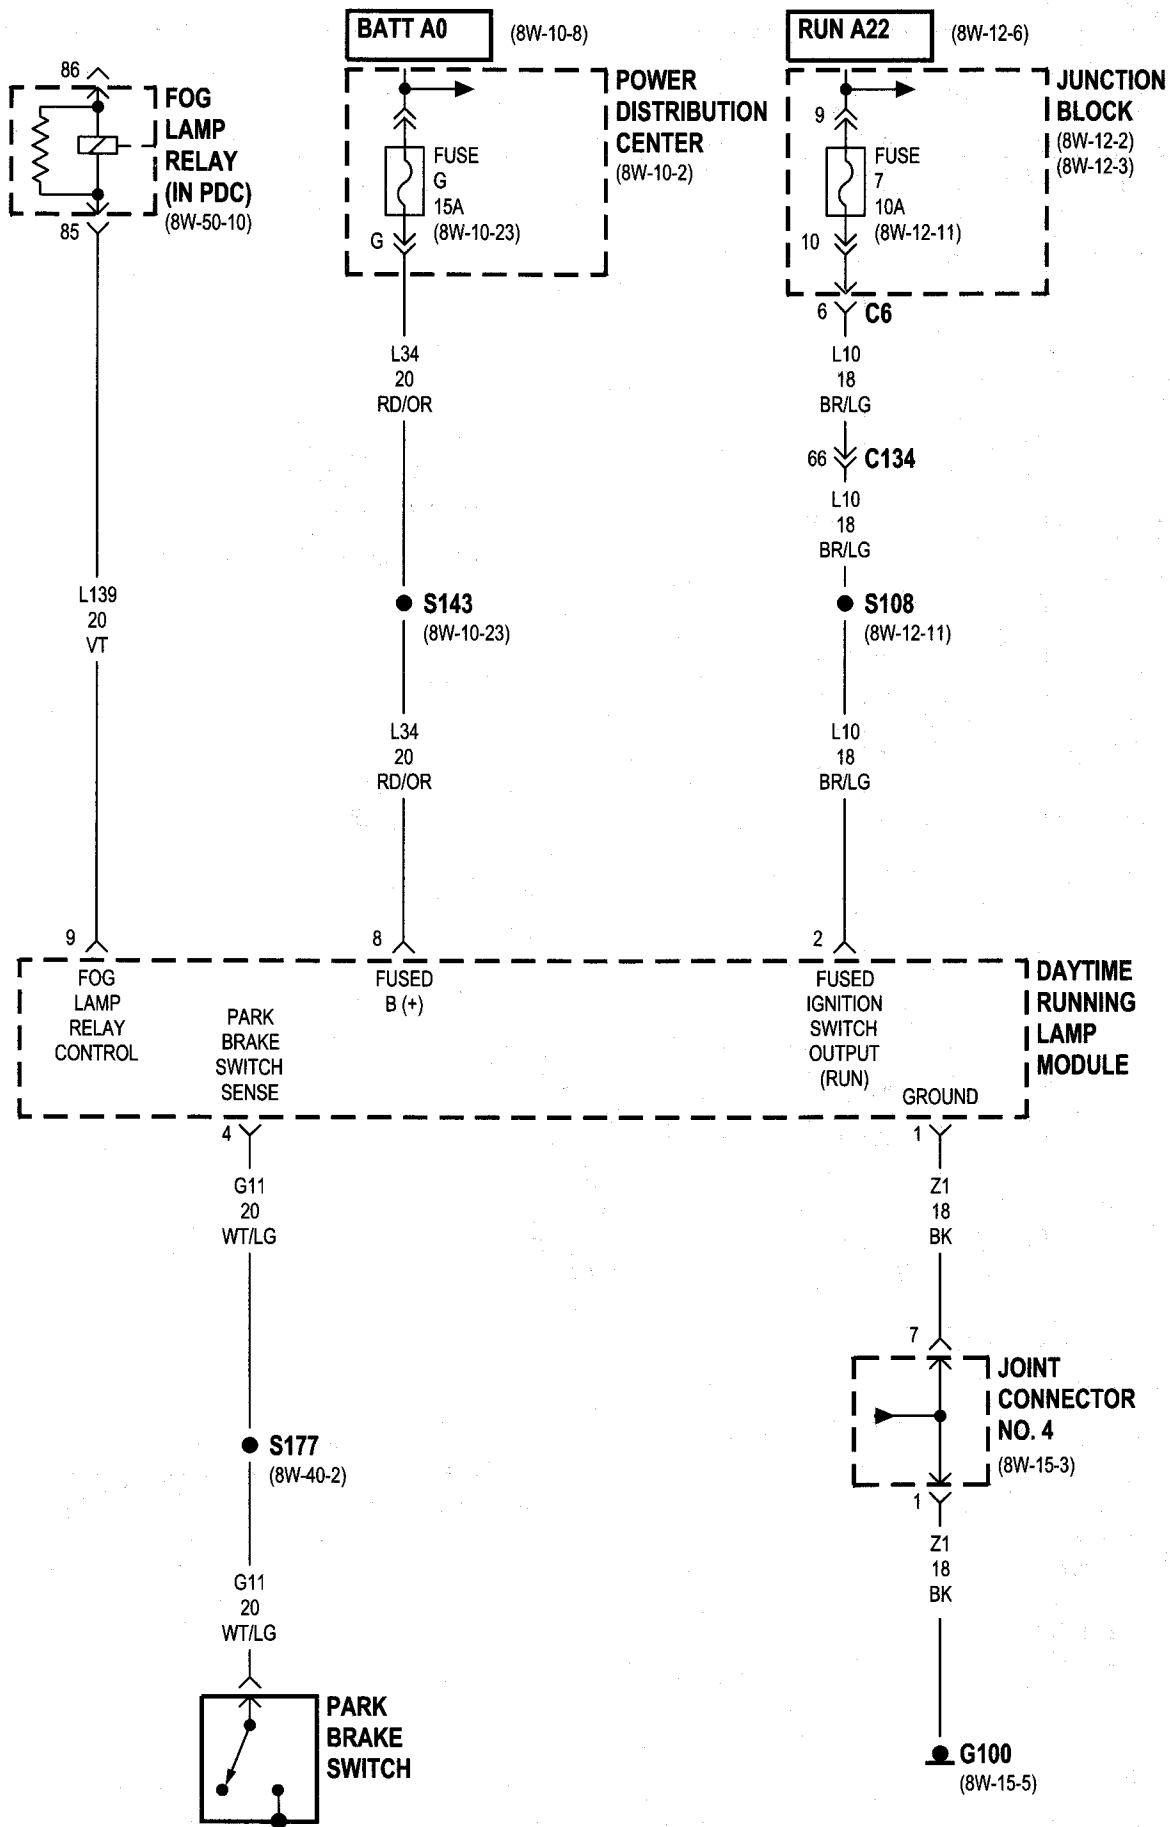 BATT A0
(8W-10-8)
RUN A22
(8W-12-6)
86
FOG
LAMP
RELAY
(IN PDC)
(8W-50-10)
85
POWER
DISTRIBUTION
CENTER
(8W-10-2)
FUSE
G
15A
(8W-10-23)
G
JUNCTION
BLOCK
(8W-12-2)
(8W-12-3)
9
FUSE
7
10A
(8W-12-11)
10
6
C6
L34
20
RD/OR
L10
18
BR/LG
66
C134
L10
18
BR/LG
L139
20
VT
S143
(8W-10-23)
S108
(8W-12-11)
L34
20
RD/OR
L10
18
BR/LG
9
8
2
FOG
LAMP
RELAY
CONTROL
PARK
BRAKE
SWITCH
SENSE
FUSED
B (+)
FUSED
IGNITION
SWITCH
OUTPUT
(RUN)
GROUND
DAYTIME
RUNNING
LAMP
MODULE
4
1
G11
20
WT/LG
Z1
18
BK
7
JOINT
CONNECTOR
NO. 4
(8W-15-3)
1
S177
(8W-40-2)
G11
20
WT/LG
Z1
18
BK
PARK
BRAKE
SWITCH
G100
(8W-15-5)